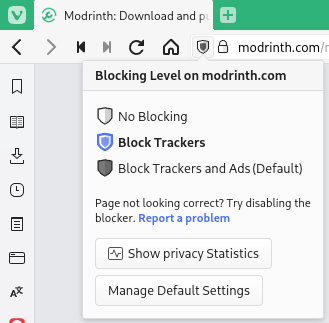 Modrinth: Download and pu
modrinth.com/
Blocking Level on modrinth.com
No Blocking
Block Trackers
Block Trackers and Ads (Default)
Page not looking correct? Try disabling the
blocker. Report a problem
Show privacy Statistics
Manage Default Settings